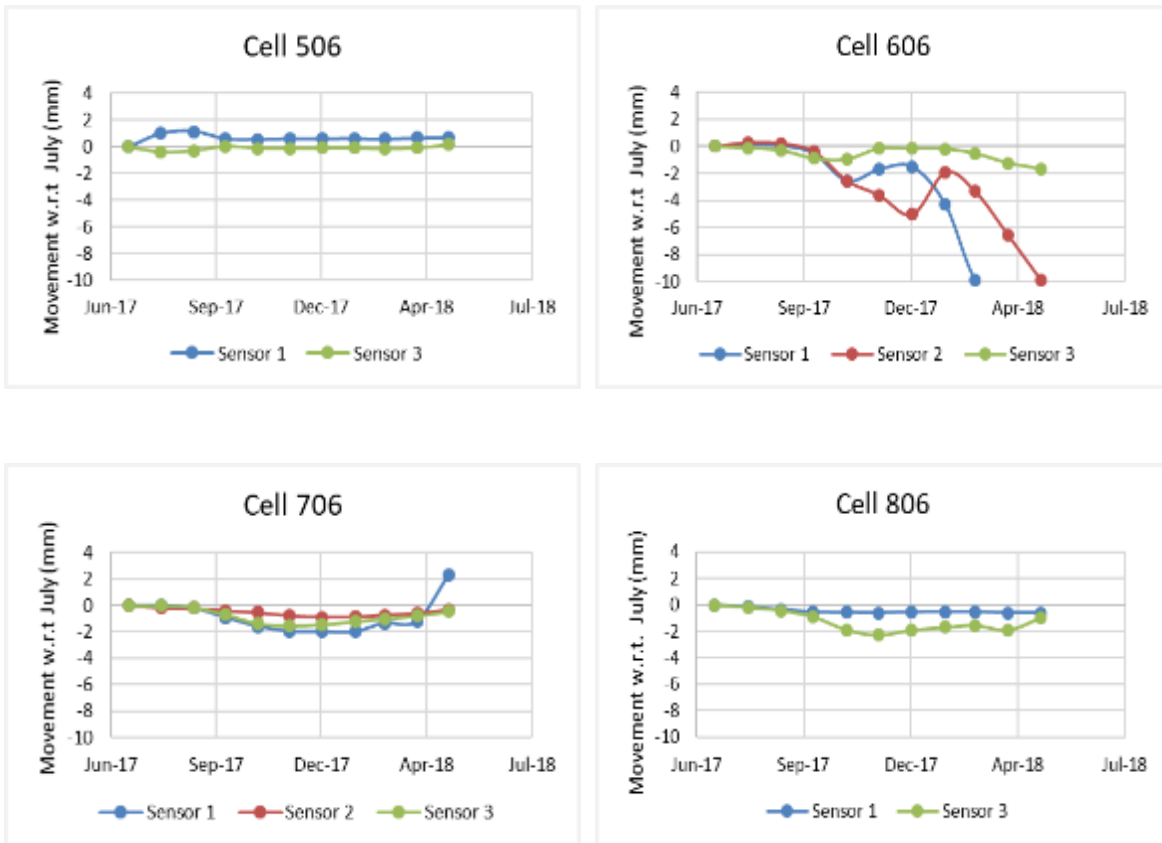 Cell 506
Movement w.r.t July (mm)
4
2
0
-2
-4
-6
-8
-10
Jun-17 Sep-17 Dec-17 Apr-18 Jul-18
Sensor 1 Sensor 3
Cell 606
Movement w.r.t July (mm)
4
2
0
-2
-4
-6
-8
-10
Jun-17 Sep-17 Dec-17 Apr-18 Jul-18
Sensor 1 Sensor 2 Sensor 3
Cell 706
Movement w.r.t July (mm)
4
2
0
-2
-4
-6
-8
-10
Jun-17 Sep-17 Dec-17 Apr-18 Jul-18
Sensor 1 Sensor 2 Sensor 3
Cell 806
Movement w.r.t. July (mm)
4
2
0
-2
-4
-6
-8
-10
Jun-17 Sep-17 Dec-17 Apr-18 Jul-18
Sensor 1 Sensor 3